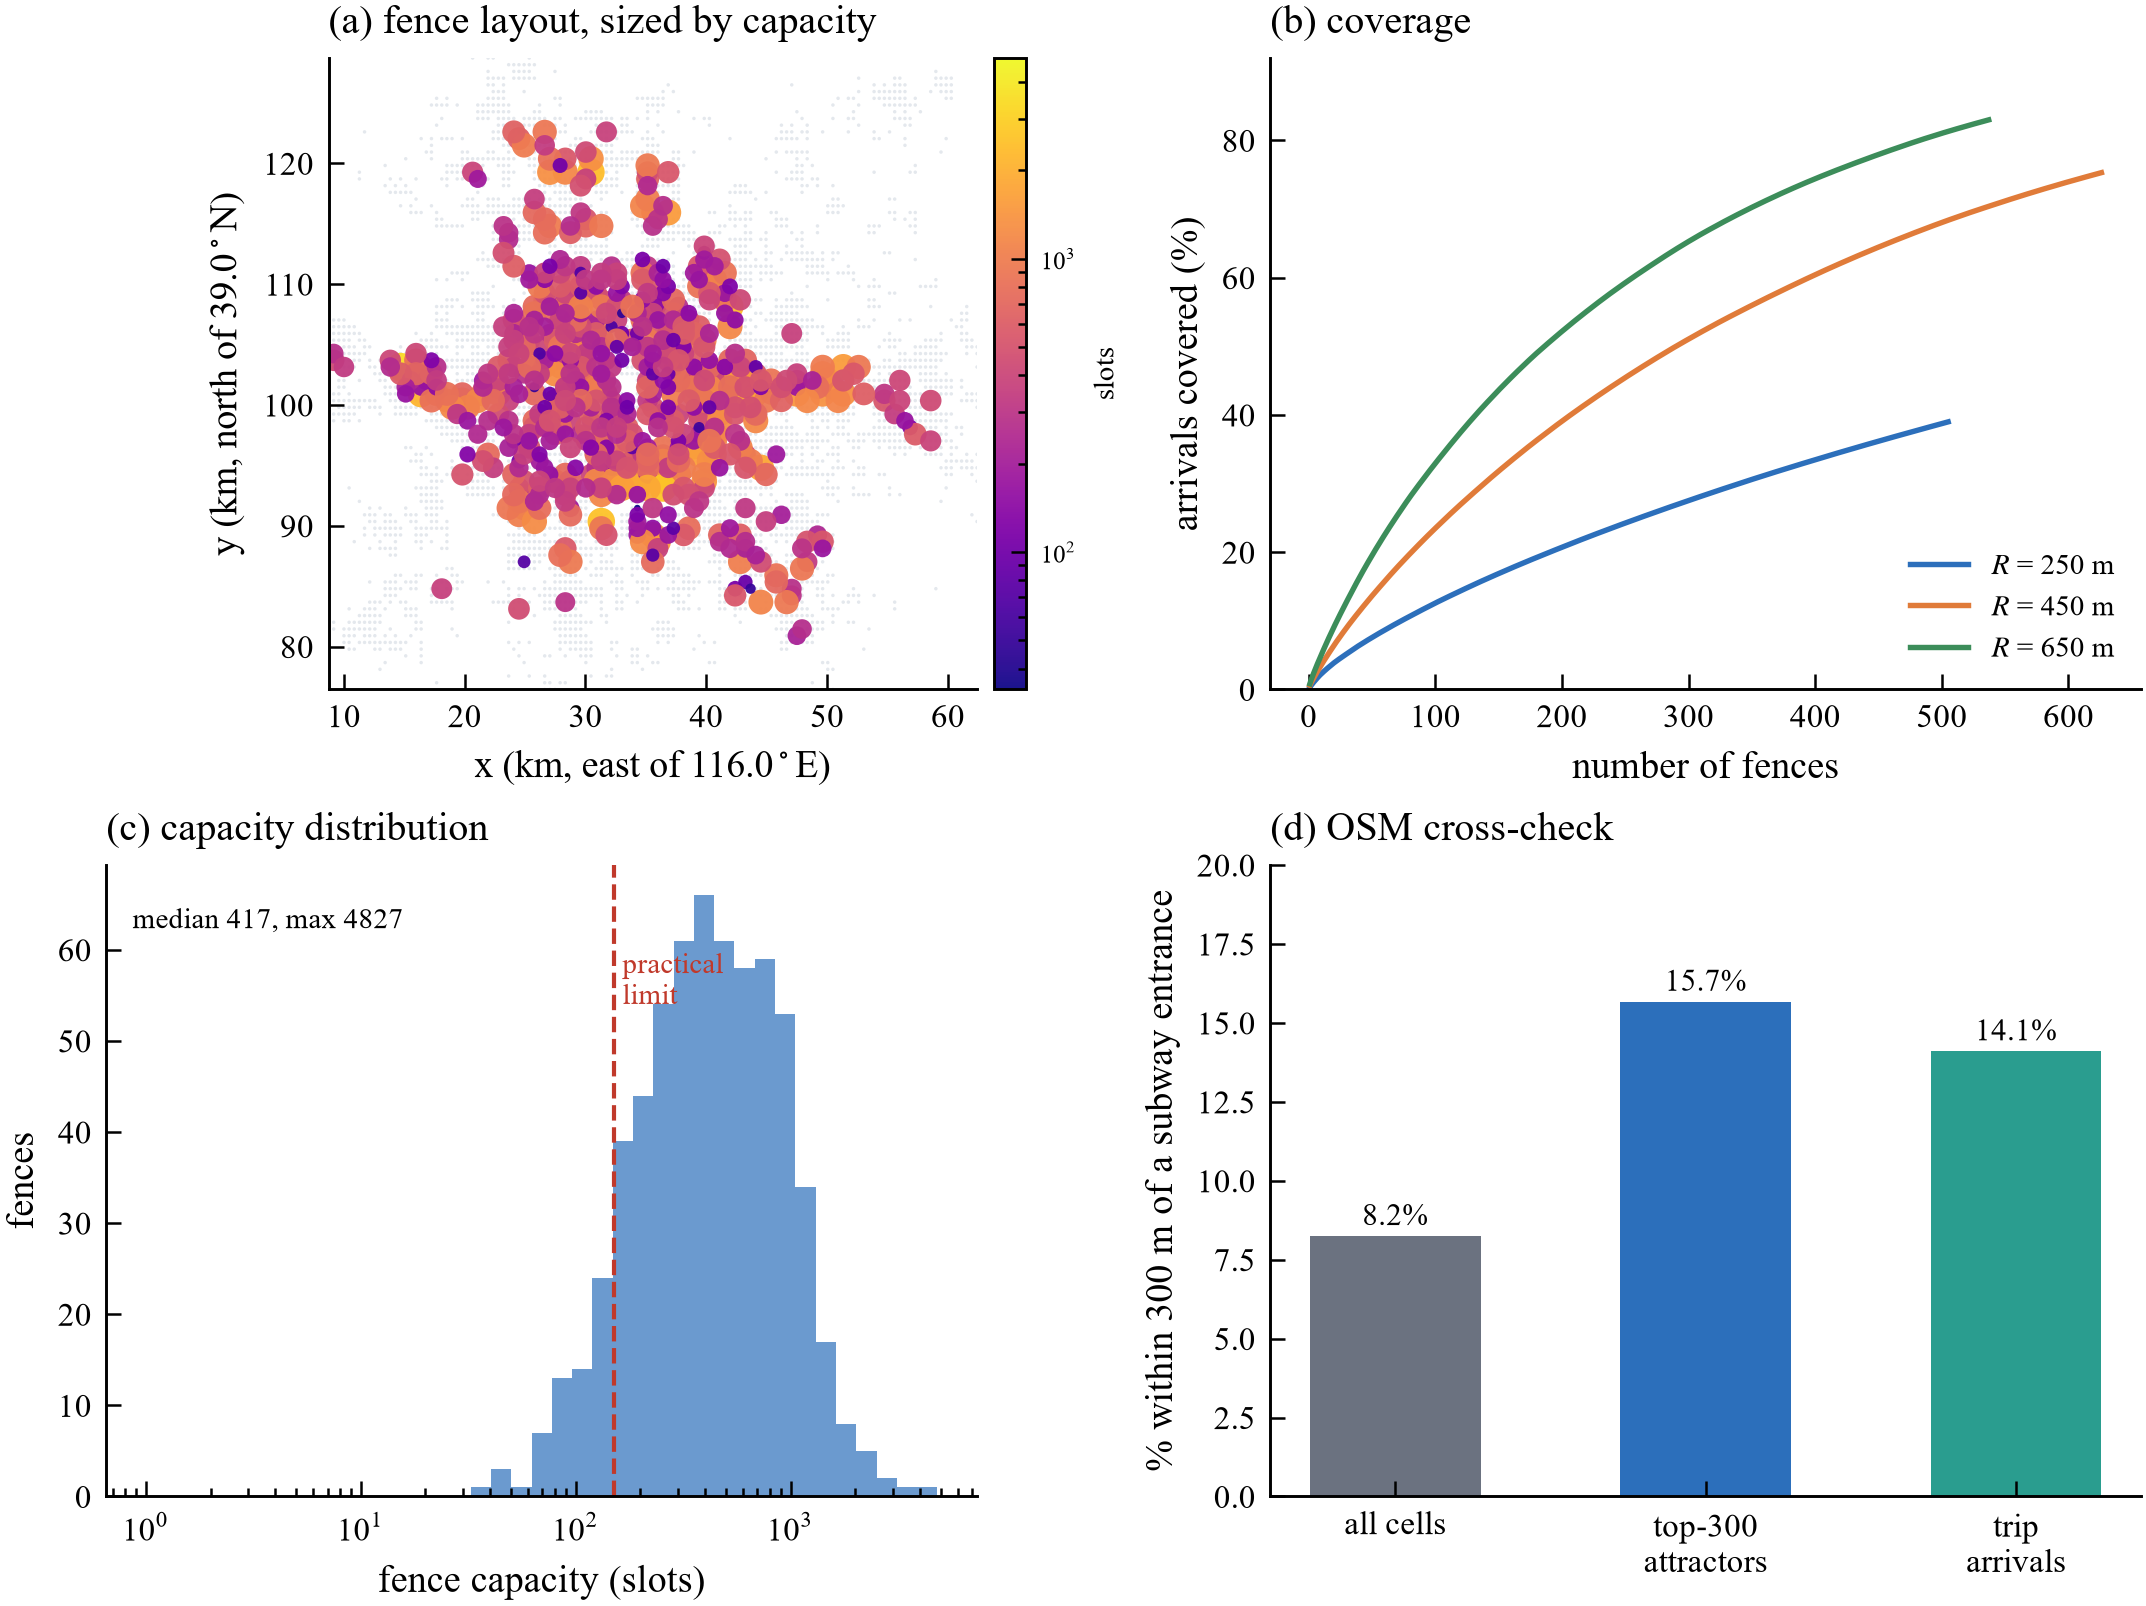 (a) fence layout, sized by capacity
y (km, north of 39.0°N)
120
110
100
90
80
10 20 30 40 50 60
x (km, east of 116.0°E)
10³
10²
slots
(b) coverage
arrivals covered (%)
80
60
40
20
0
R = 250 m
R = 450 m
R = 650 m
0 100 200 300 400 500 600
number of fences
(c) capacity distribution
median 417, max 4827
practical
limit
fences
60
50
40
30
20
10
0
10⁰ 10¹ 10² 10³
fence capacity (slots)
(d) OSM cross-check
% within 300 m of a subway entrance
20.0
17.5
15.0
12.5
10.0
7.5
5.0
2.5
0.0
8.2%
15.7%
14.1%
all cells
top-300
attractors
trip
arrivals